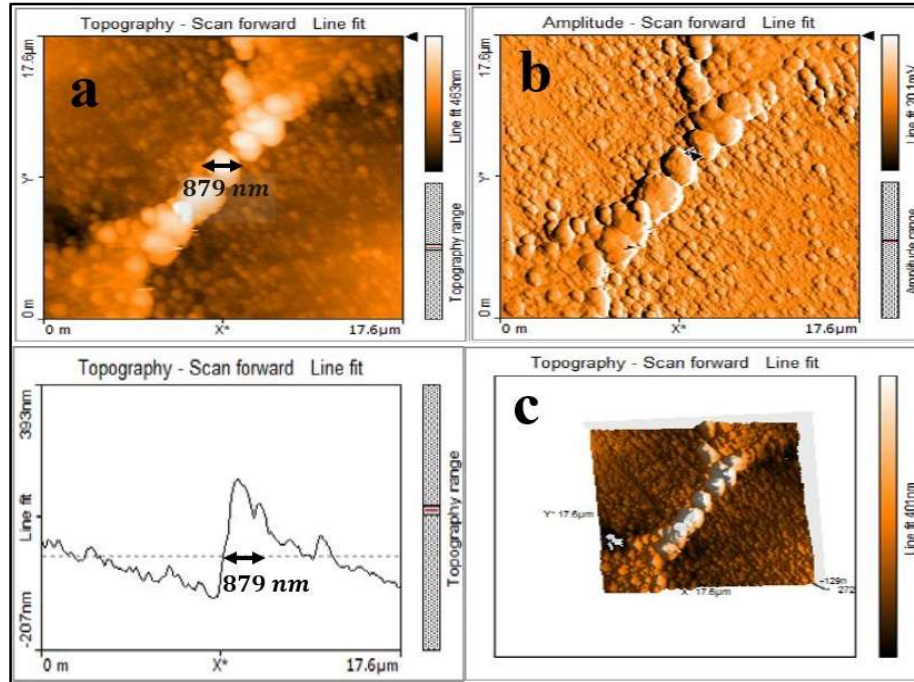 Topography - Scan forward Line fit
17.6µm
Y*
0 m
a
879 nm
0 m
X*
17.6µm
Line fit 463nm
Topography range
Amplitude - Scan forward Line fit
17.6µm
Y*
0 m
b
0 m
X*
17.6µm
Line fit 20.1mV
Amplitude range
Topography - Scan forward Line fit
393nm
Line fit
-207nm
879 nm
0 m
X*
17.6µm
Topography range
Topography - Scan forward Line fit
c
Y* 17.6µm
X* 17.6µm
-129n
272
Line fit 401nm